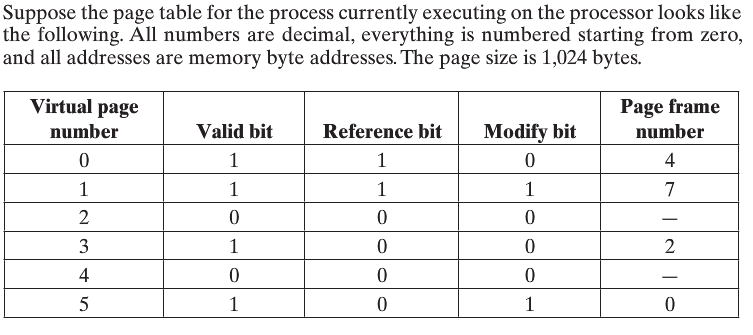 Suppose the page table for the process currently executing on the processor looks like
the following. All numbers are decimal, everything is numbered starting from zero,
and all addresses are memory byte addresses. The page size is 1,024 bytes.
Virtual page number Valid bit Reference bit Modify bit Page frame number
0 1 1 0 4
1 1 1 1 7
2 0 0 0 —
3 1 0 0 2
4 0 0 0 —
5 1 0 1 0